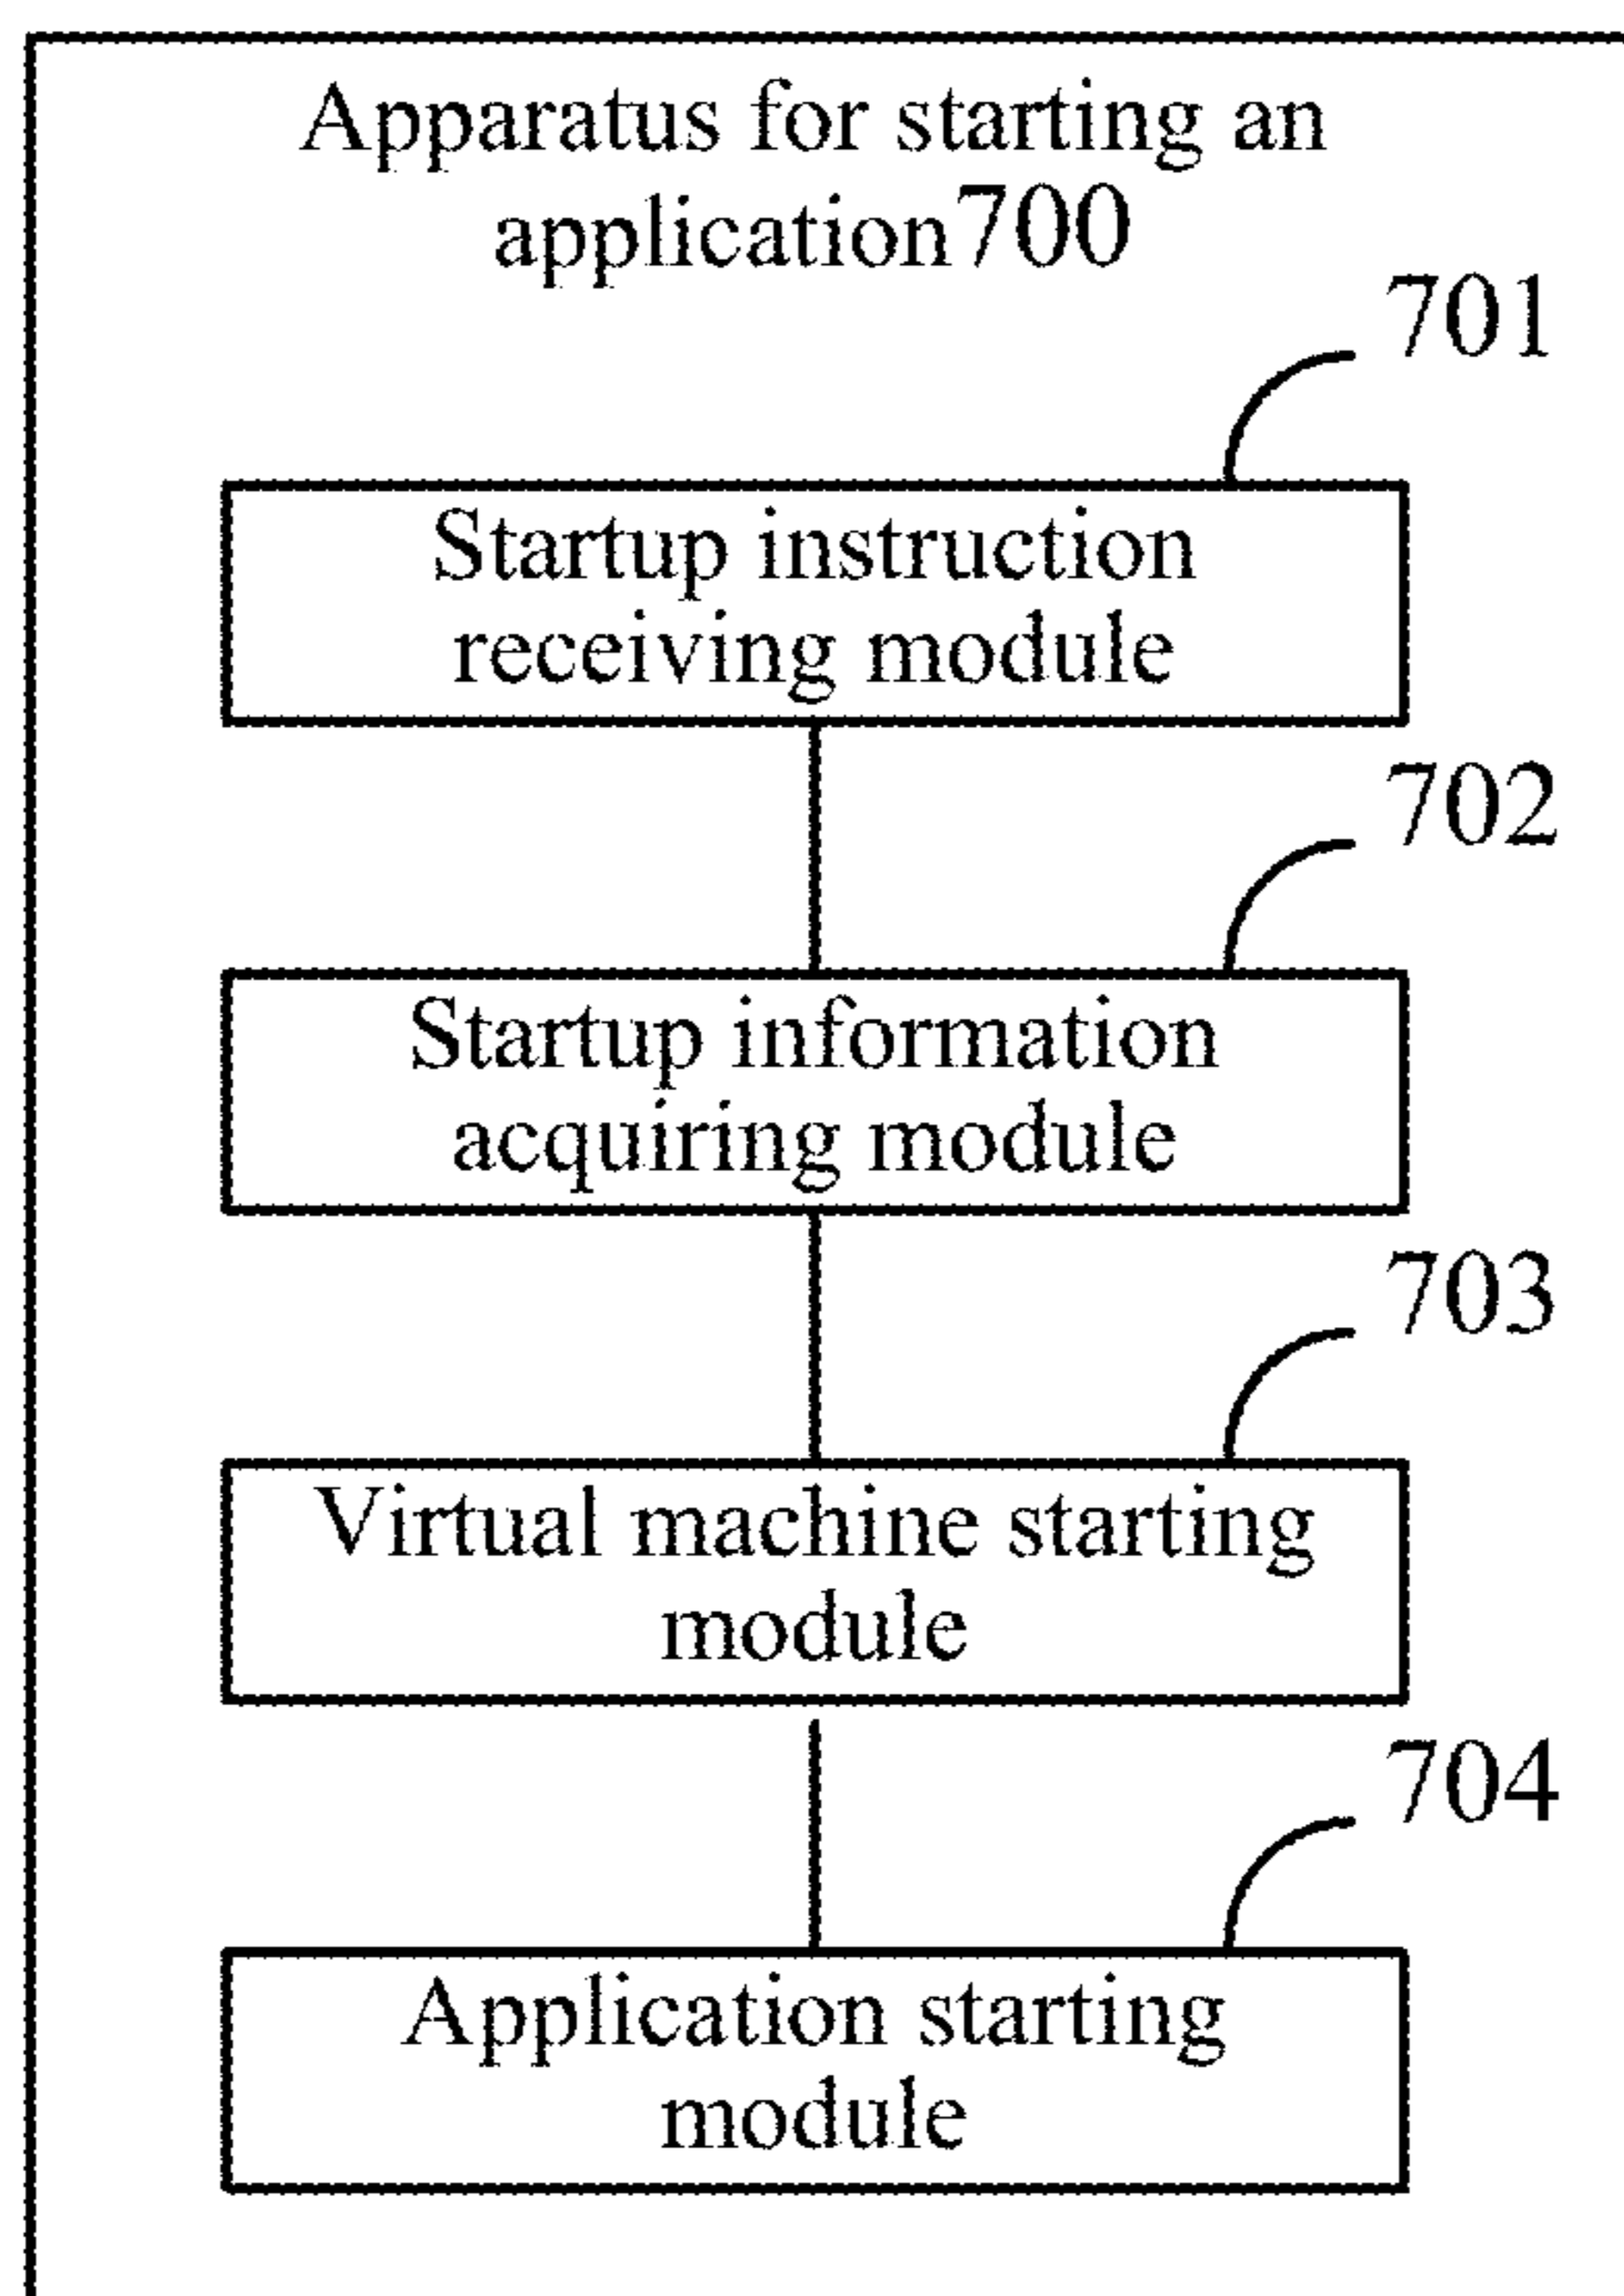 Apparatus for starting an
application700
701
Startup instruction
receiving module
702
Startup information
acquiring module
703
Virtual machine starting
module
704
Application starting
module